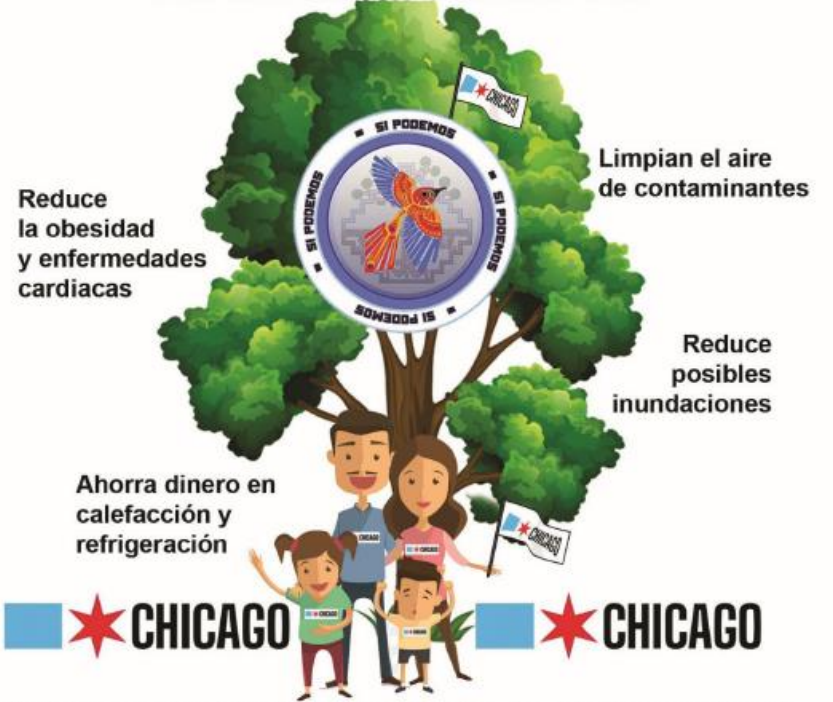 CHICAGO
SI PODEMOS
SI PODEMOS
SI PODEMOS
SI PODEMOS
Limpian el aire
de contaminantes
Reduce
la obesidad
y enfermedades
cardiacas
Reduce
posibles
inundaciones
Ahorra dinero en
calefacción y
refrigeración
CHICAGO
CHICAGO
CHICAGO
CHICAGO
CHICAGO
CHICAGO
CHICAGO